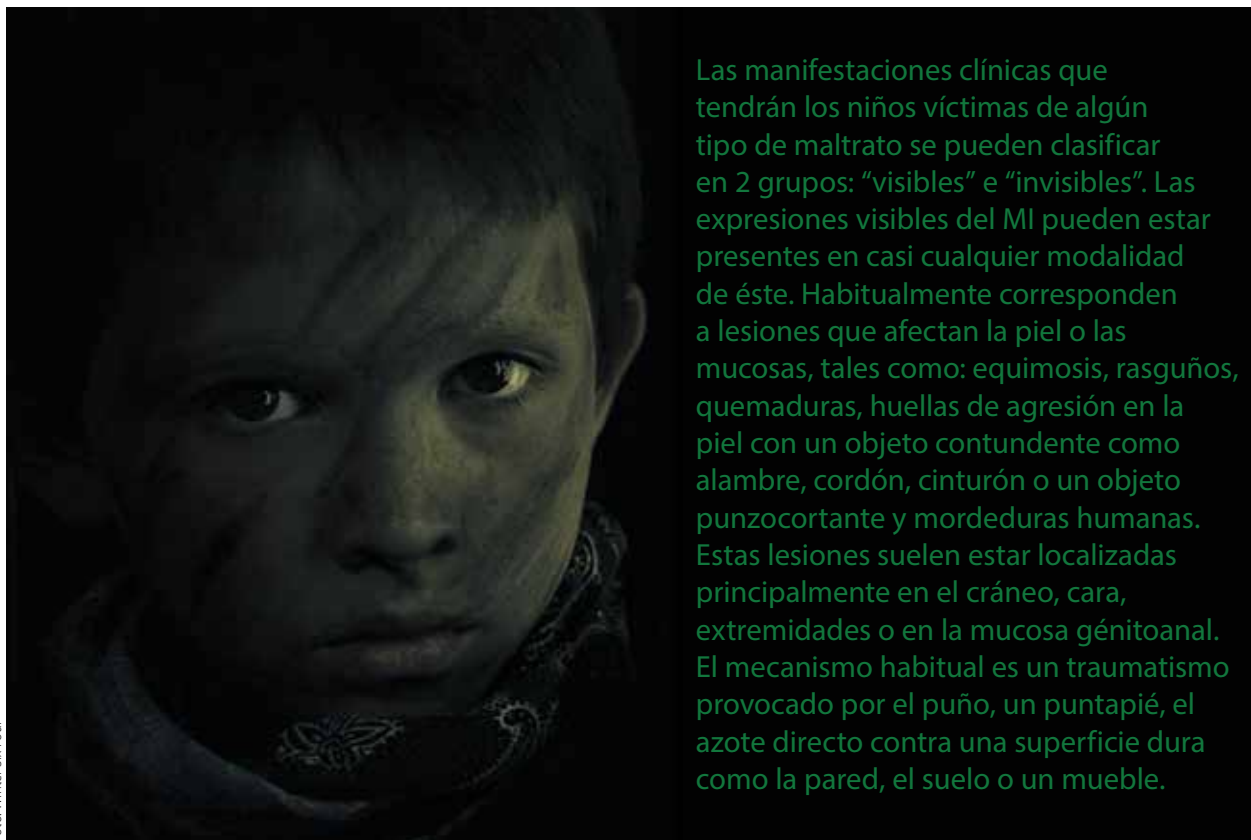 Las manifestaciones clínicas que
tendrán los niños víctimas de algún
tipo de maltrato se pueden clasificar
en 2 grupos: “visibles” e “invisibles”. Las
expresiones visibles del MI pueden estar
presentes en casi cualquier modalidad
de éste. Habitualmente corresponden
a lesiones que afectan la piel o las
mucosas, tales como: equimosis, rasguños,
quemaduras, huellas de agresión en la
piel con un objeto contundente como
alambre, cordón, cinturón o un objeto
punzocortante y mordeduras humanas.
Estas lesiones suelen estar localizadas
principalmente en el cráneo, cara,
extremidades o en la mucosa génitoanal.
El mecanismo habitual es un traumatismo
provocado por el puño, un puntapié, el
azote directo contra una superficie dura
como la pared, el suelo o un mueble.